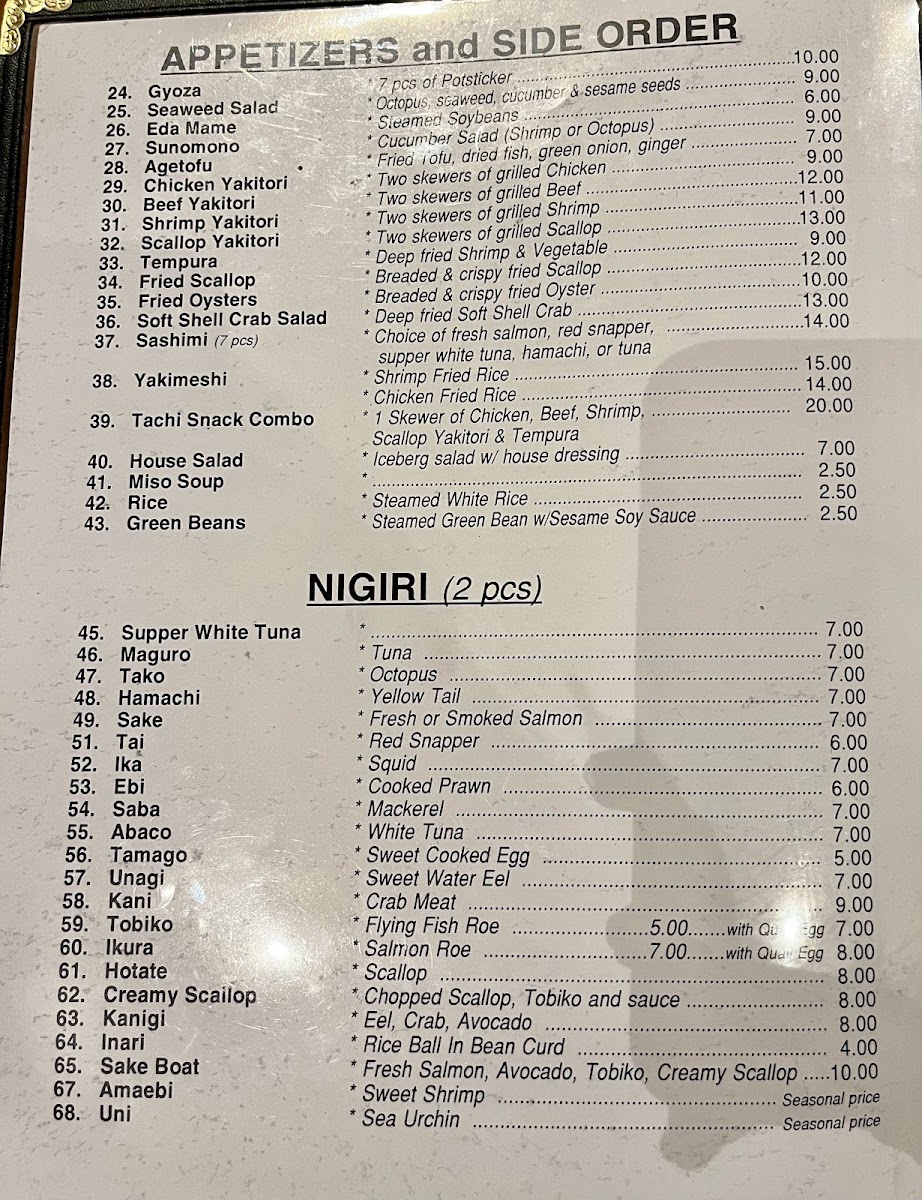 APPETIZERS and SIDE ORDER
24. Gyoza * 7 pcs of Potsticker 10.00
25. Seaweed Salad * Octopus, seaweed, cucumber & sesame seeds 9.00
26. Eda Mame * Steamed Soybeans 6.00
27. Sunomono * Cucumber Salad (Shrimp or Octopus) 9.00
28. Agetofu * Fried Tofu, dried fish, green onion, ginger 7.00
29. Chicken Yakitori * Two skewers of grilled Chicken 9.00
30. Beef Yakitori * Two skewers of grilled Beef 12.00
31. Shrimp Yakitori * Two skewers of grilled Shrimp 11.00
32. Scallop Yakitori * Two skewers of grilled Scallop 13.00
33. Tempura * Deep fried Shrimp & Vegetable 9.00
34. Fried Scallop * Breaded & crispy fried Scallop 12.00
35. Fried Oysters * Breaded & crispy fried Oyster 10.00
36. Soft Shell Crab Salad * Deep fried Soft Shell Crab 13.00
37. Sashimi (7 pcs) * Choice of fresh salmon, red snapper, 14.00
supper white tuna, hamachi, or tuna
38. Yakimeshi * Shrimp Fried Rice 15.00
* Chicken Fried Rice 14.00
39. Tachi Snack Combo * 1 Skewer of Chicken, Beef, Shrimp, 20.00
Scallop Yakitori & Tempura
40. House Salad * Iceberg salad w/ house dressing 7.00
41. Miso Soup * 2.50
42. Rice * Steamed White Rice 2.50
43. Green Beans * Steamed Green Bean w/Sesame Soy Sauce 2.50
NIGIRI (2 pcs)
45. Supper White Tuna * 7.00
46. Maguro * Tuna 7.00
47. Tako * Octopus 7.00
48. Hamachi * Yellow Tail 7.00
49. Sake * Fresh or Smoked Salmon 7.00
51. Tai * Red Snapper 6.00
52. Ika * Squid 7.00
53. Ebi * Cooked Prawn 6.00
54. Saba * Mackerel 7.00
55. Abaco * White Tuna 7.00
56. Tamago * Sweet Cooked Egg 5.00
57. Unagi * Sweet Water Eel 7.00
58. Kani * Crab Meat 9.00
59. Tobiko * Flying Fish Roe 5.00 with Quail Egg 7.00
60. Ikura * Salmon Roe 7.00 with Quail Egg 8.00
61. Hotate * Scallop 8.00
62. Creamy Scallop * Chopped Scallop, Tobiko and sauce 8.00
63. Kanigi * Eel, Crab, Avocado 8.00
64. Inari * Rice Ball In Bean Curd 4.00
65. Sake Boat * Fresh Salmon, Avocado, Tobiko, Creamy Scallop 10.00
67. Amaebi * Sweet Shrimp Seasonal price
68. Uni * Sea Urchin Seasonal price